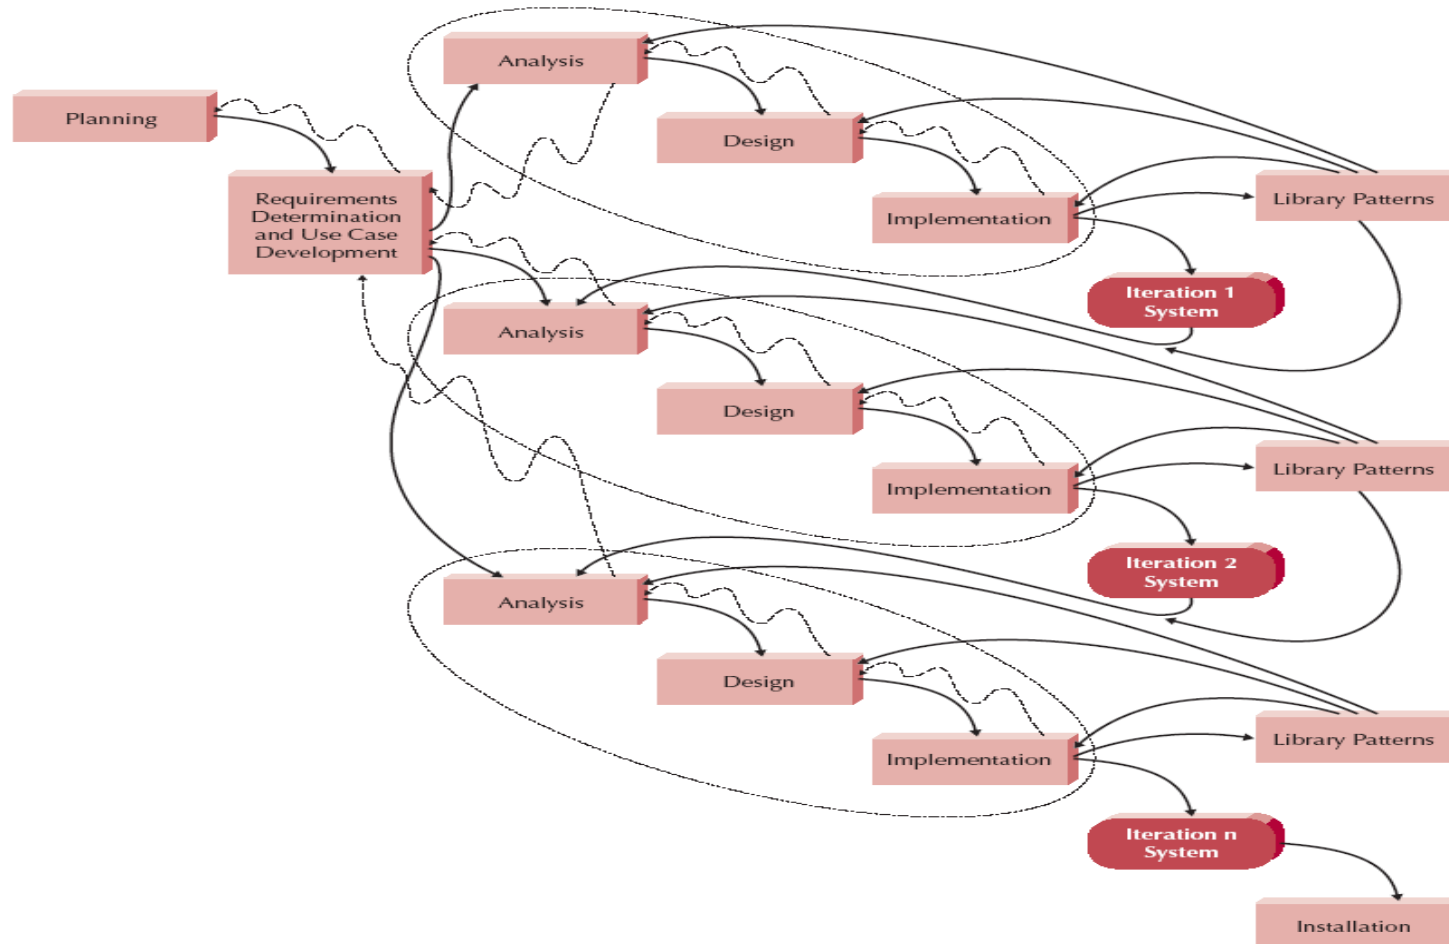 Analysis
Planning
Design
Requirements
Determination
and Use Case
Development
Implementation
Library Patterns
Iteration 1
System
Analysis
Design
Implementation
Library Patterns
Iteration 2
System
Analysis
Design
Implementation
Library Patterns
Iteration n
System
Installation